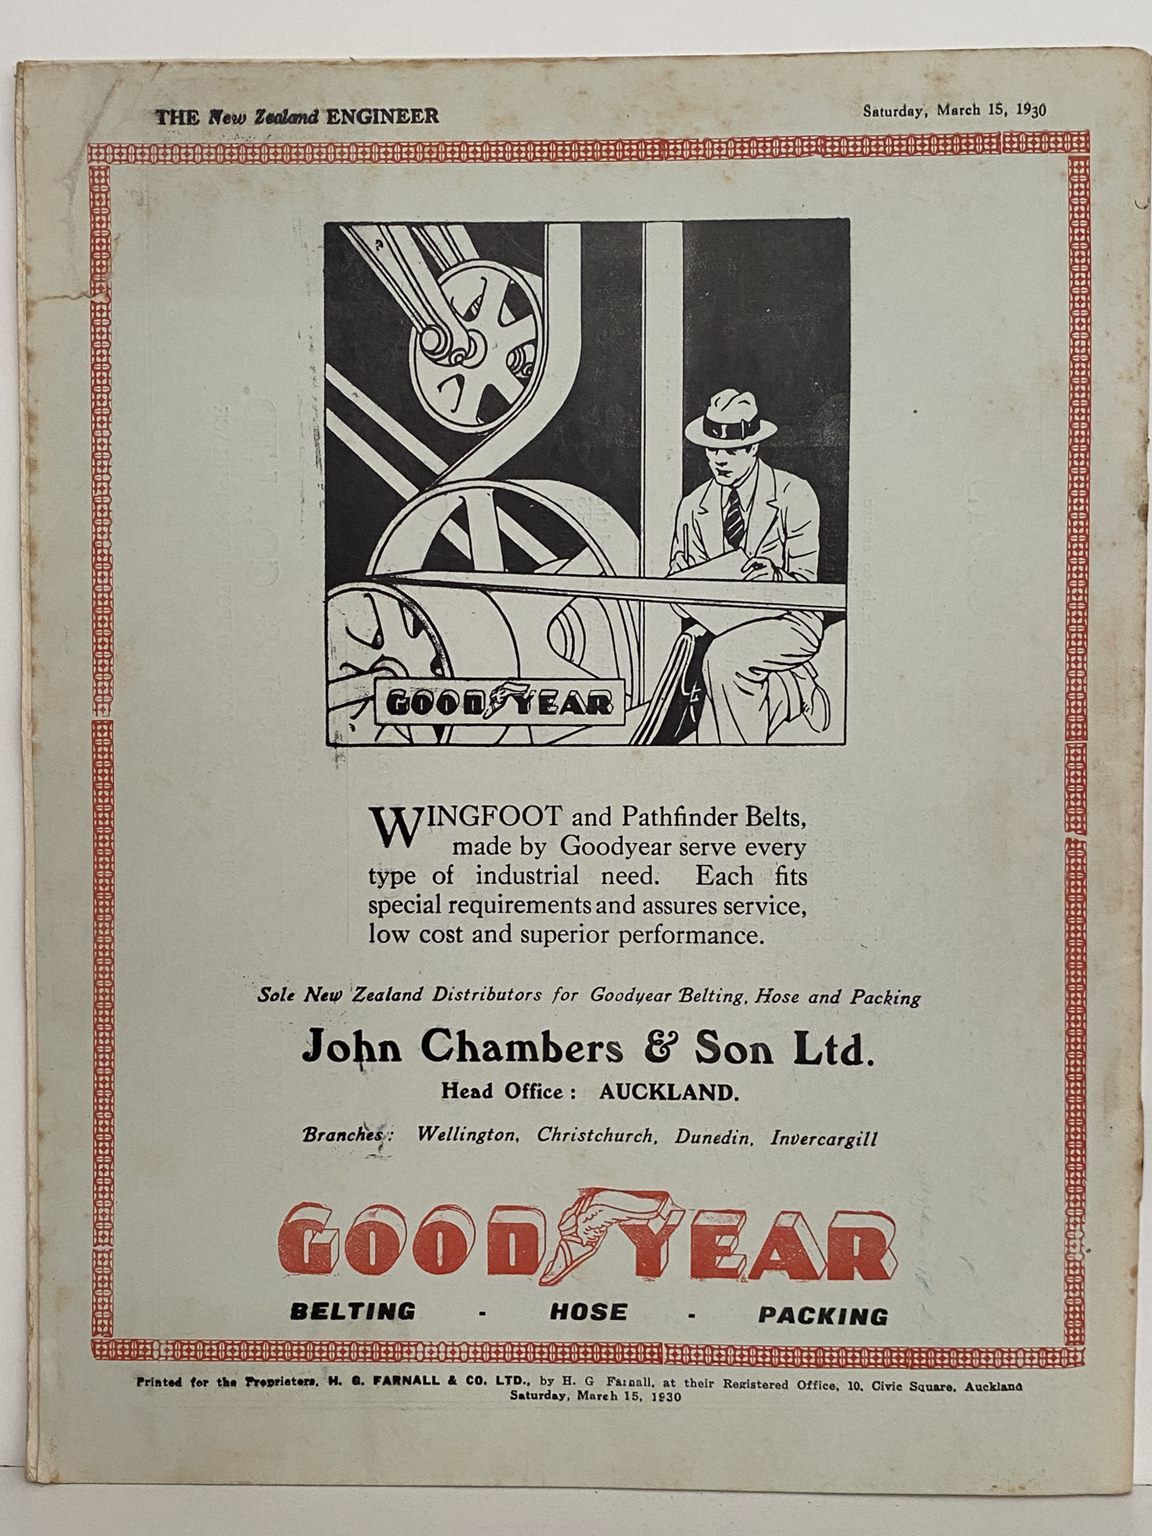 THE New Zealand ENGINEER
Saturday, March 15, 1930
GOODYEAR
WINGFOOT and Pathfinder Belts,
made by Goodyear serve every
type of industrial need. Each fits
special requirements and assures service,
low cost and superior performance.
Sole New Zealand Distributors for Goodyear Belting, Hose and Packing
John Chambers & Son Ltd.
Head Office : AUCKLAND.
Branches : Wellington, Christchurch, Dunedin, Invercargill
GOODYEAR
BELTING - HOSE - PACKING
Printed for the Proprietors, H. G. FARNALL & CO. LTD., by H. G Farnall, at their Registered Office, 10, Civic Square, Auckland
Saturday, March 15, 1930